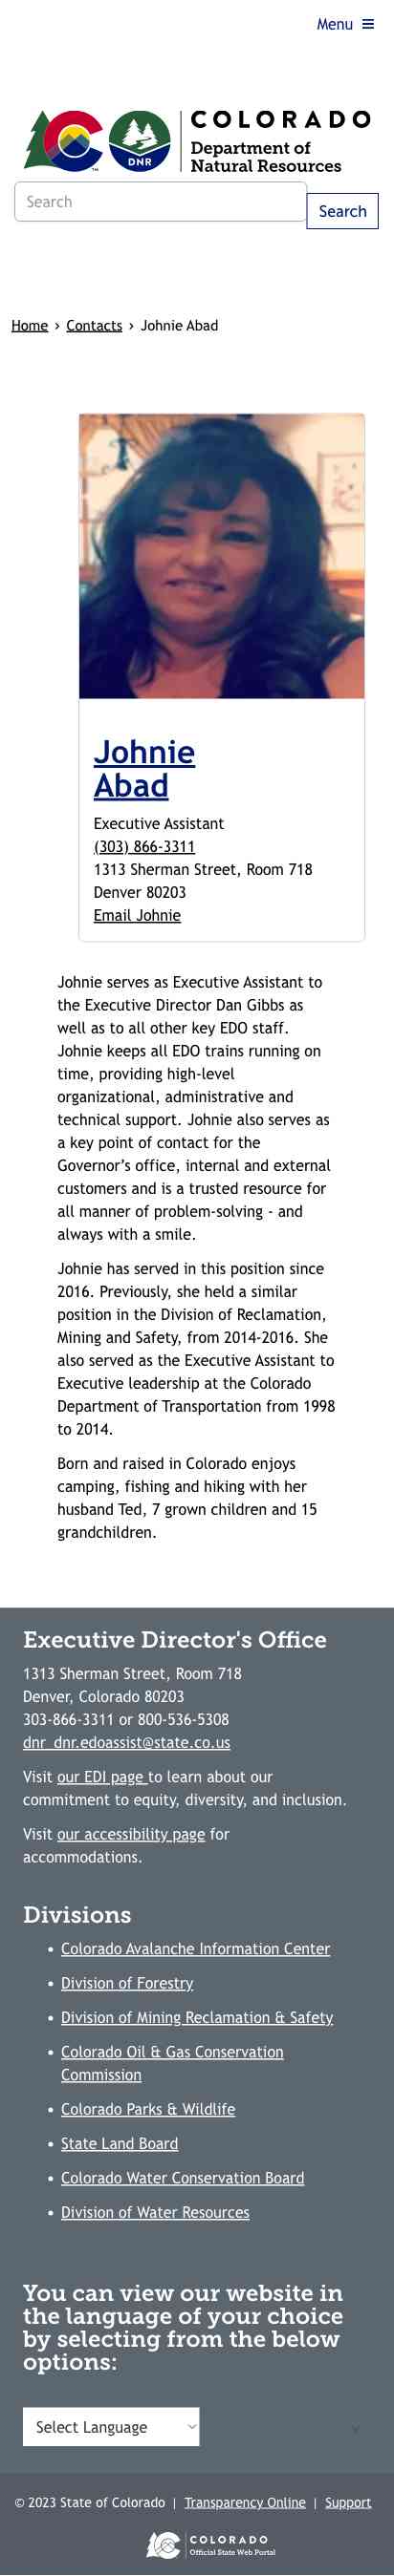 Menu ≡
COLORADO
Department of
Natural Resources
CO
DNR
TM
Search
Search
Home › Contacts › Johnie Abad
Johnie
Abad
Executive Assistant
(303) 866-3311
1313 Sherman Street, Room 718
Denver 80203
Email Johnie
Johnie serves as Executive Assistant to
the Executive Director Dan Gibbs as
well as to all other key EDO staff.
Johnie keeps all EDO trains running on
time, providing high-level
organizational, administrative and
technical support. Johnie also serves as
a key point of contact for the
Governor's office, internal and external
customers and is a trusted resource for
all manner of problem-solving - and
always with a smile.
Johnie has served in this position since
2016. Previously, she held a similar
position in the Division of Reclamation,
Mining and Safety, from 2014-2016. She
also served as the Executive Assistant to
Executive leadership at the Colorado
Department of Transportation from 1998
to 2014.
Born and raised in Colorado enjoys
camping, fishing and hiking with her
husband Ted, 7 grown children and 15
grandchildren.
Executive Director's Office
1313 Sherman Street, Room 718
Denver, Colorado 80203
303-866-3311 or 800-536-5308
dnr_dnr.edoassist@state.co.us
Visit our EDI page to learn about our
commitment to equity, diversity, and inclusion.
Visit our accessibility page for
accommodations.
Divisions
• Colorado Avalanche Information Center
• Division of Forestry
• Division of Mining Reclamation & Safety
• Colorado Oil & Gas Conservation
Commission
• Colorado Parks & Wildlife
• State Land Board
• Colorado Water Conservation Board
• Division of Water Resources
You can view our website in
the language of your choice
by selecting from the below
options:
Select Language
© 2023 State of Colorado | Transparency Online | Support
COLORADO
Official State Web Portal